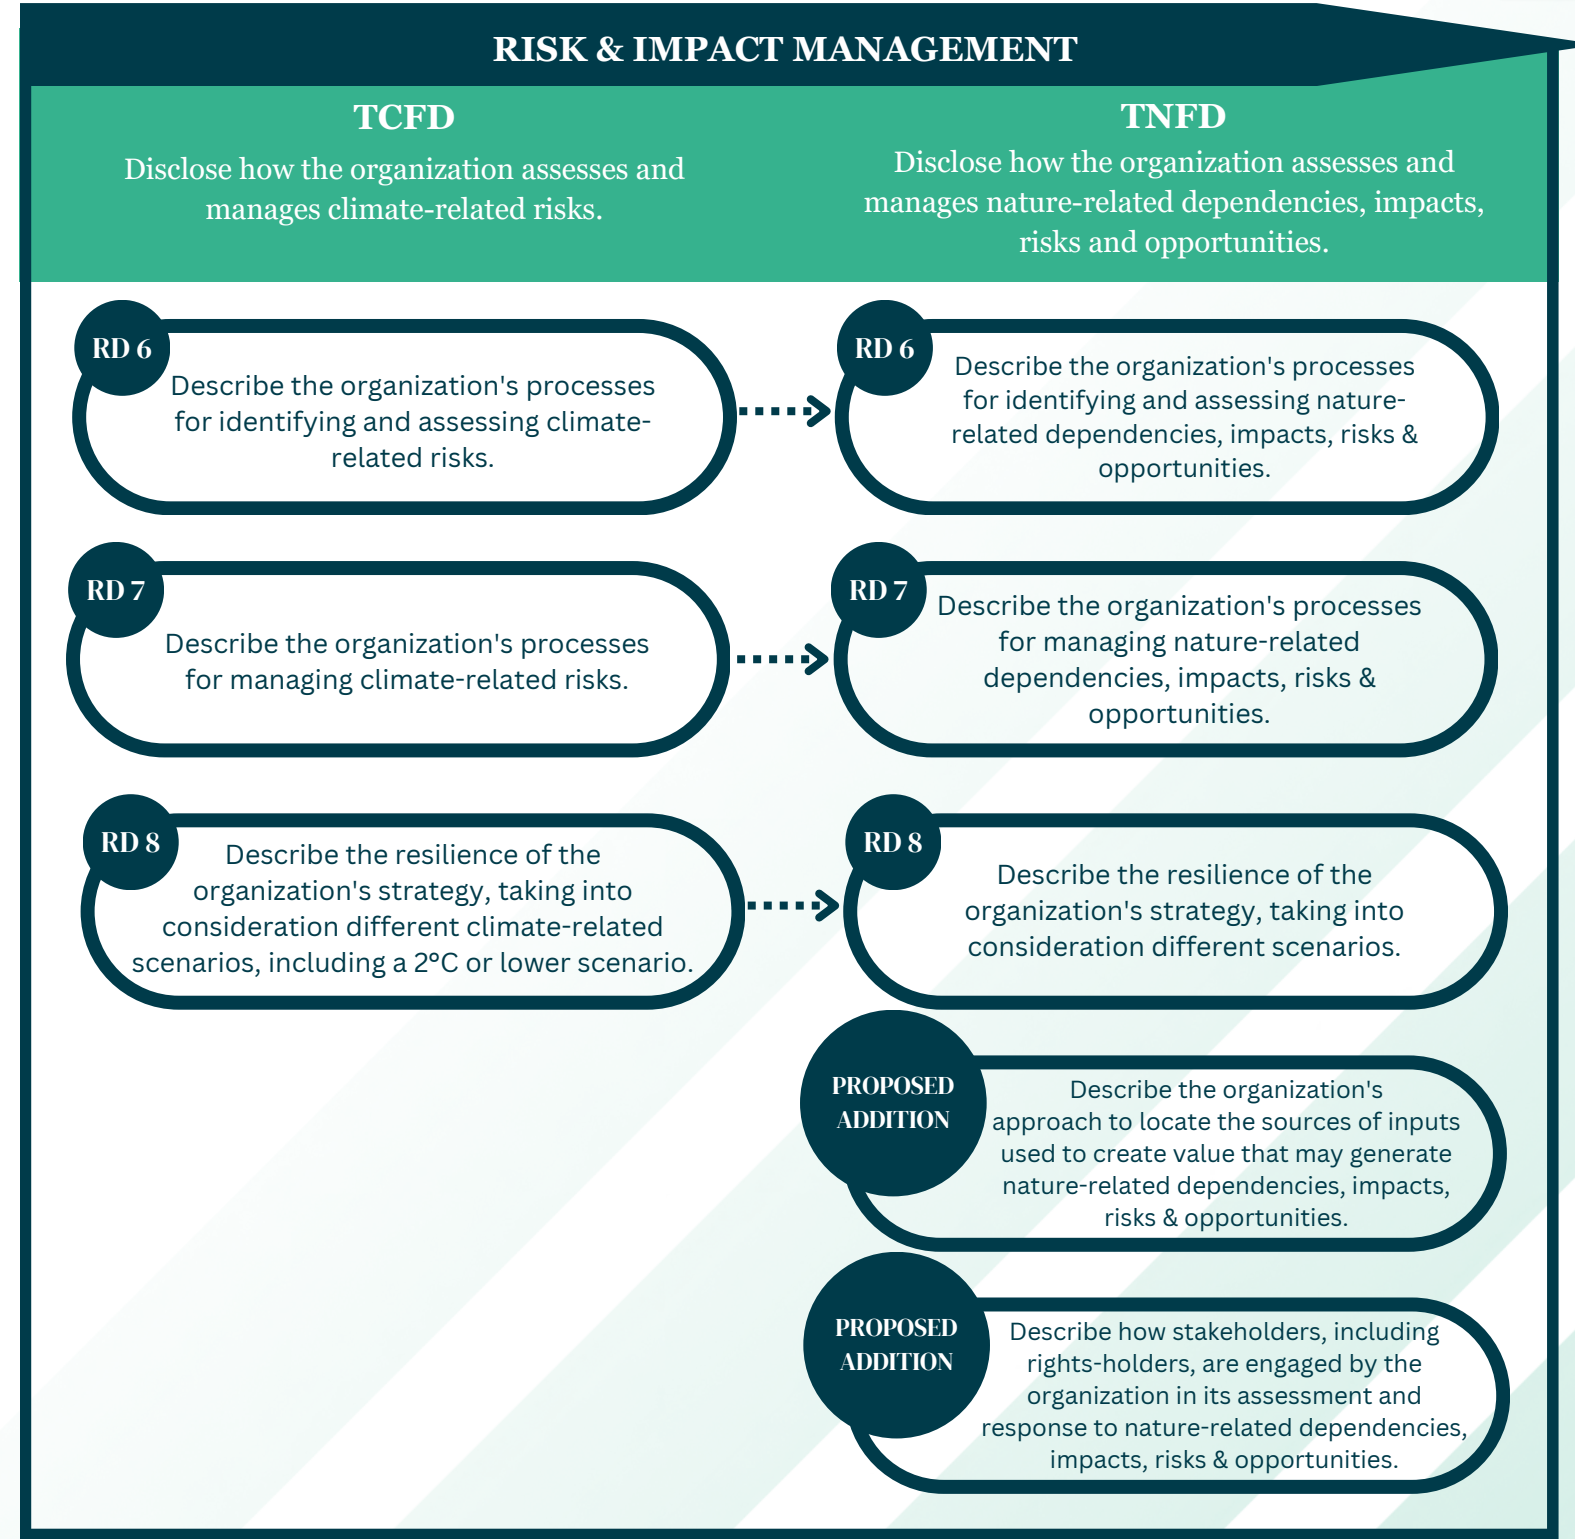 RISK & IMPACT MANAGEMENT
TCFD
Disclose how the organization assesses and
manages climate-related risks.
TNFD
Disclose how the organization assesses and
manages nature-related dependencies, impacts,
risks and opportunities.
RD 6
Describe the organization's processes
for identifying and assessing climate-
related risks.
RD 6
Describe the organization's processes
for identifying and assessing nature-
related dependencies, impacts, risks &
opportunities.
RD 7
Describe the organization's processes
for managing climate-related risks.
RD 7
Describe the organization's processes
for managing nature-related
dependencies, impacts, risks &
opportunities.
RD 8
Describe the resilience of the
organization's strategy, taking into
consideration different climate-related
scenarios, including a 2°C or lower scenario.
RD 8
Describe the resilience of the
organization's strategy, taking into
consideration different scenarios.
PROPOSED
ADDITION
Describe the organization's
approach to locate the sources of inputs
used to create value that may generate
nature-related dependencies, impacts,
risks & opportunities.
PROPOSED
ADDITION
Describe how stakeholders, including
rights-holders, are engaged by the
organization in its assessment and
response to nature-related dependencies,
impacts, risks & opportunities.